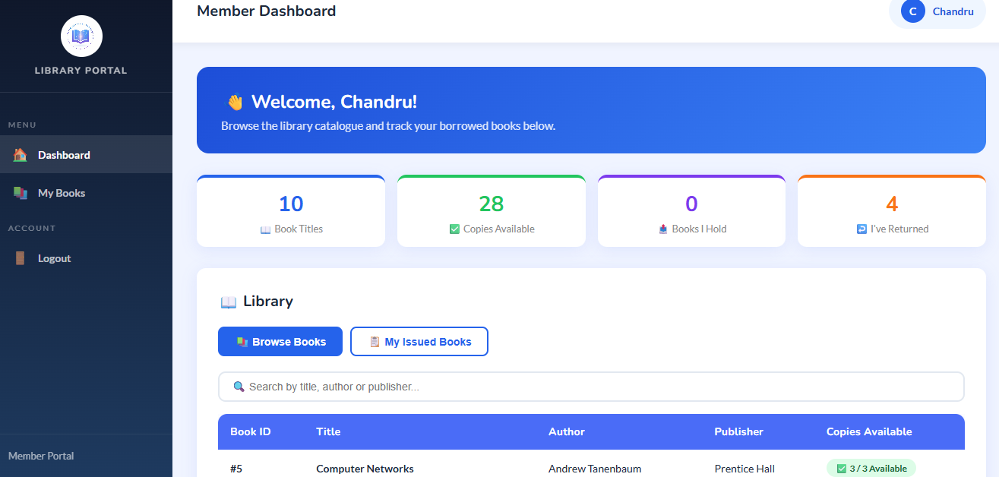 LIBRARY PORTAL
MENU
Dashboard
My Books
ACCOUNT
Logout
Member Portal
Member Dashboard
C Chandru
Welcome, Chandru!
Browse the library catalogue and track your borrowed books below.
10
Book Titles
28
Copies Available
0
Books I Hold
4
I've Returned
Library
Browse Books
My Issued Books
Search by title, author or publisher...
Book ID Title Author Publisher Copies Available
#5 Computer Networks Andrew Tanenbaum Prentice Hall 3 / 3 Available